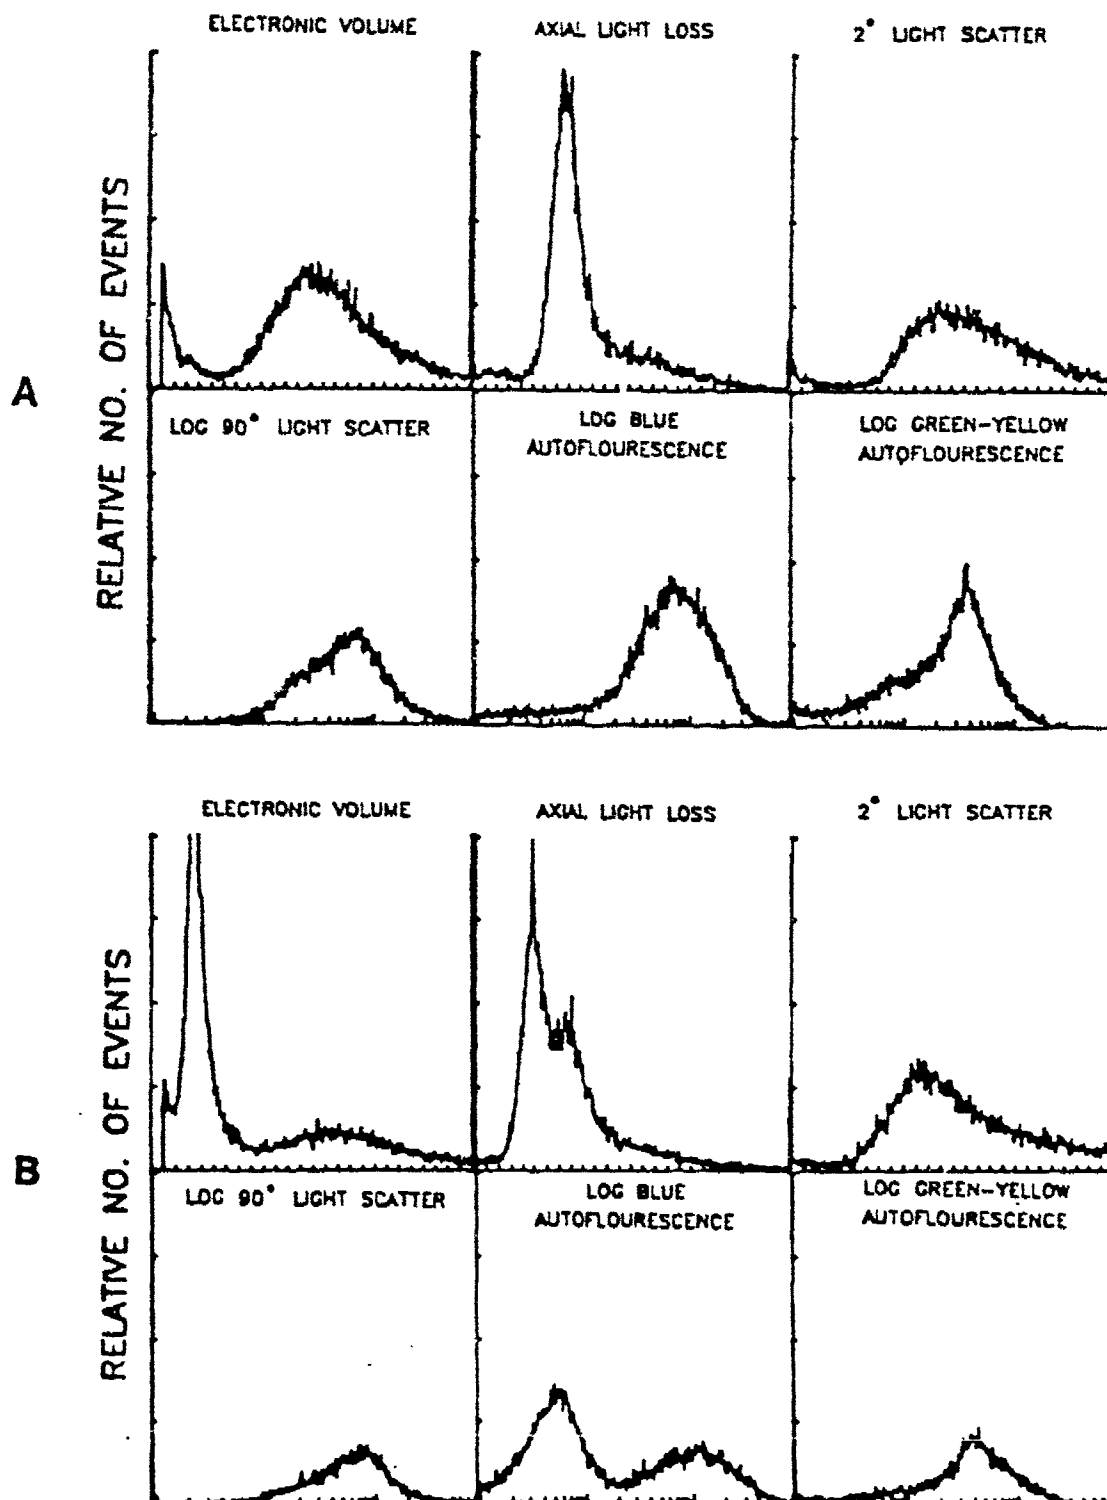 ELECTRONIC VOLUME
AXIAL LIGHT LOSS
2° LIGHT SCATTER
RELATIVE NO. OF EVENTS
A
LOG 90° LIGHT SCATTER
LOG BLUE
AUTOFLOURESCENCE
LOG GREEN-YELLOW
AUTOFLOURESCENCE
ELECTRONIC VOLUME
AXIAL LIGHT LOSS
2° LIGHT SCATTER
RELATIVE NO. OF EVENTS
B
LOG 90° LIGHT SCATTER
LOG BLUE
AUTOFLOURESCENCE
LOG GREEN-YELLOW
AUTOFLOURESCENCE